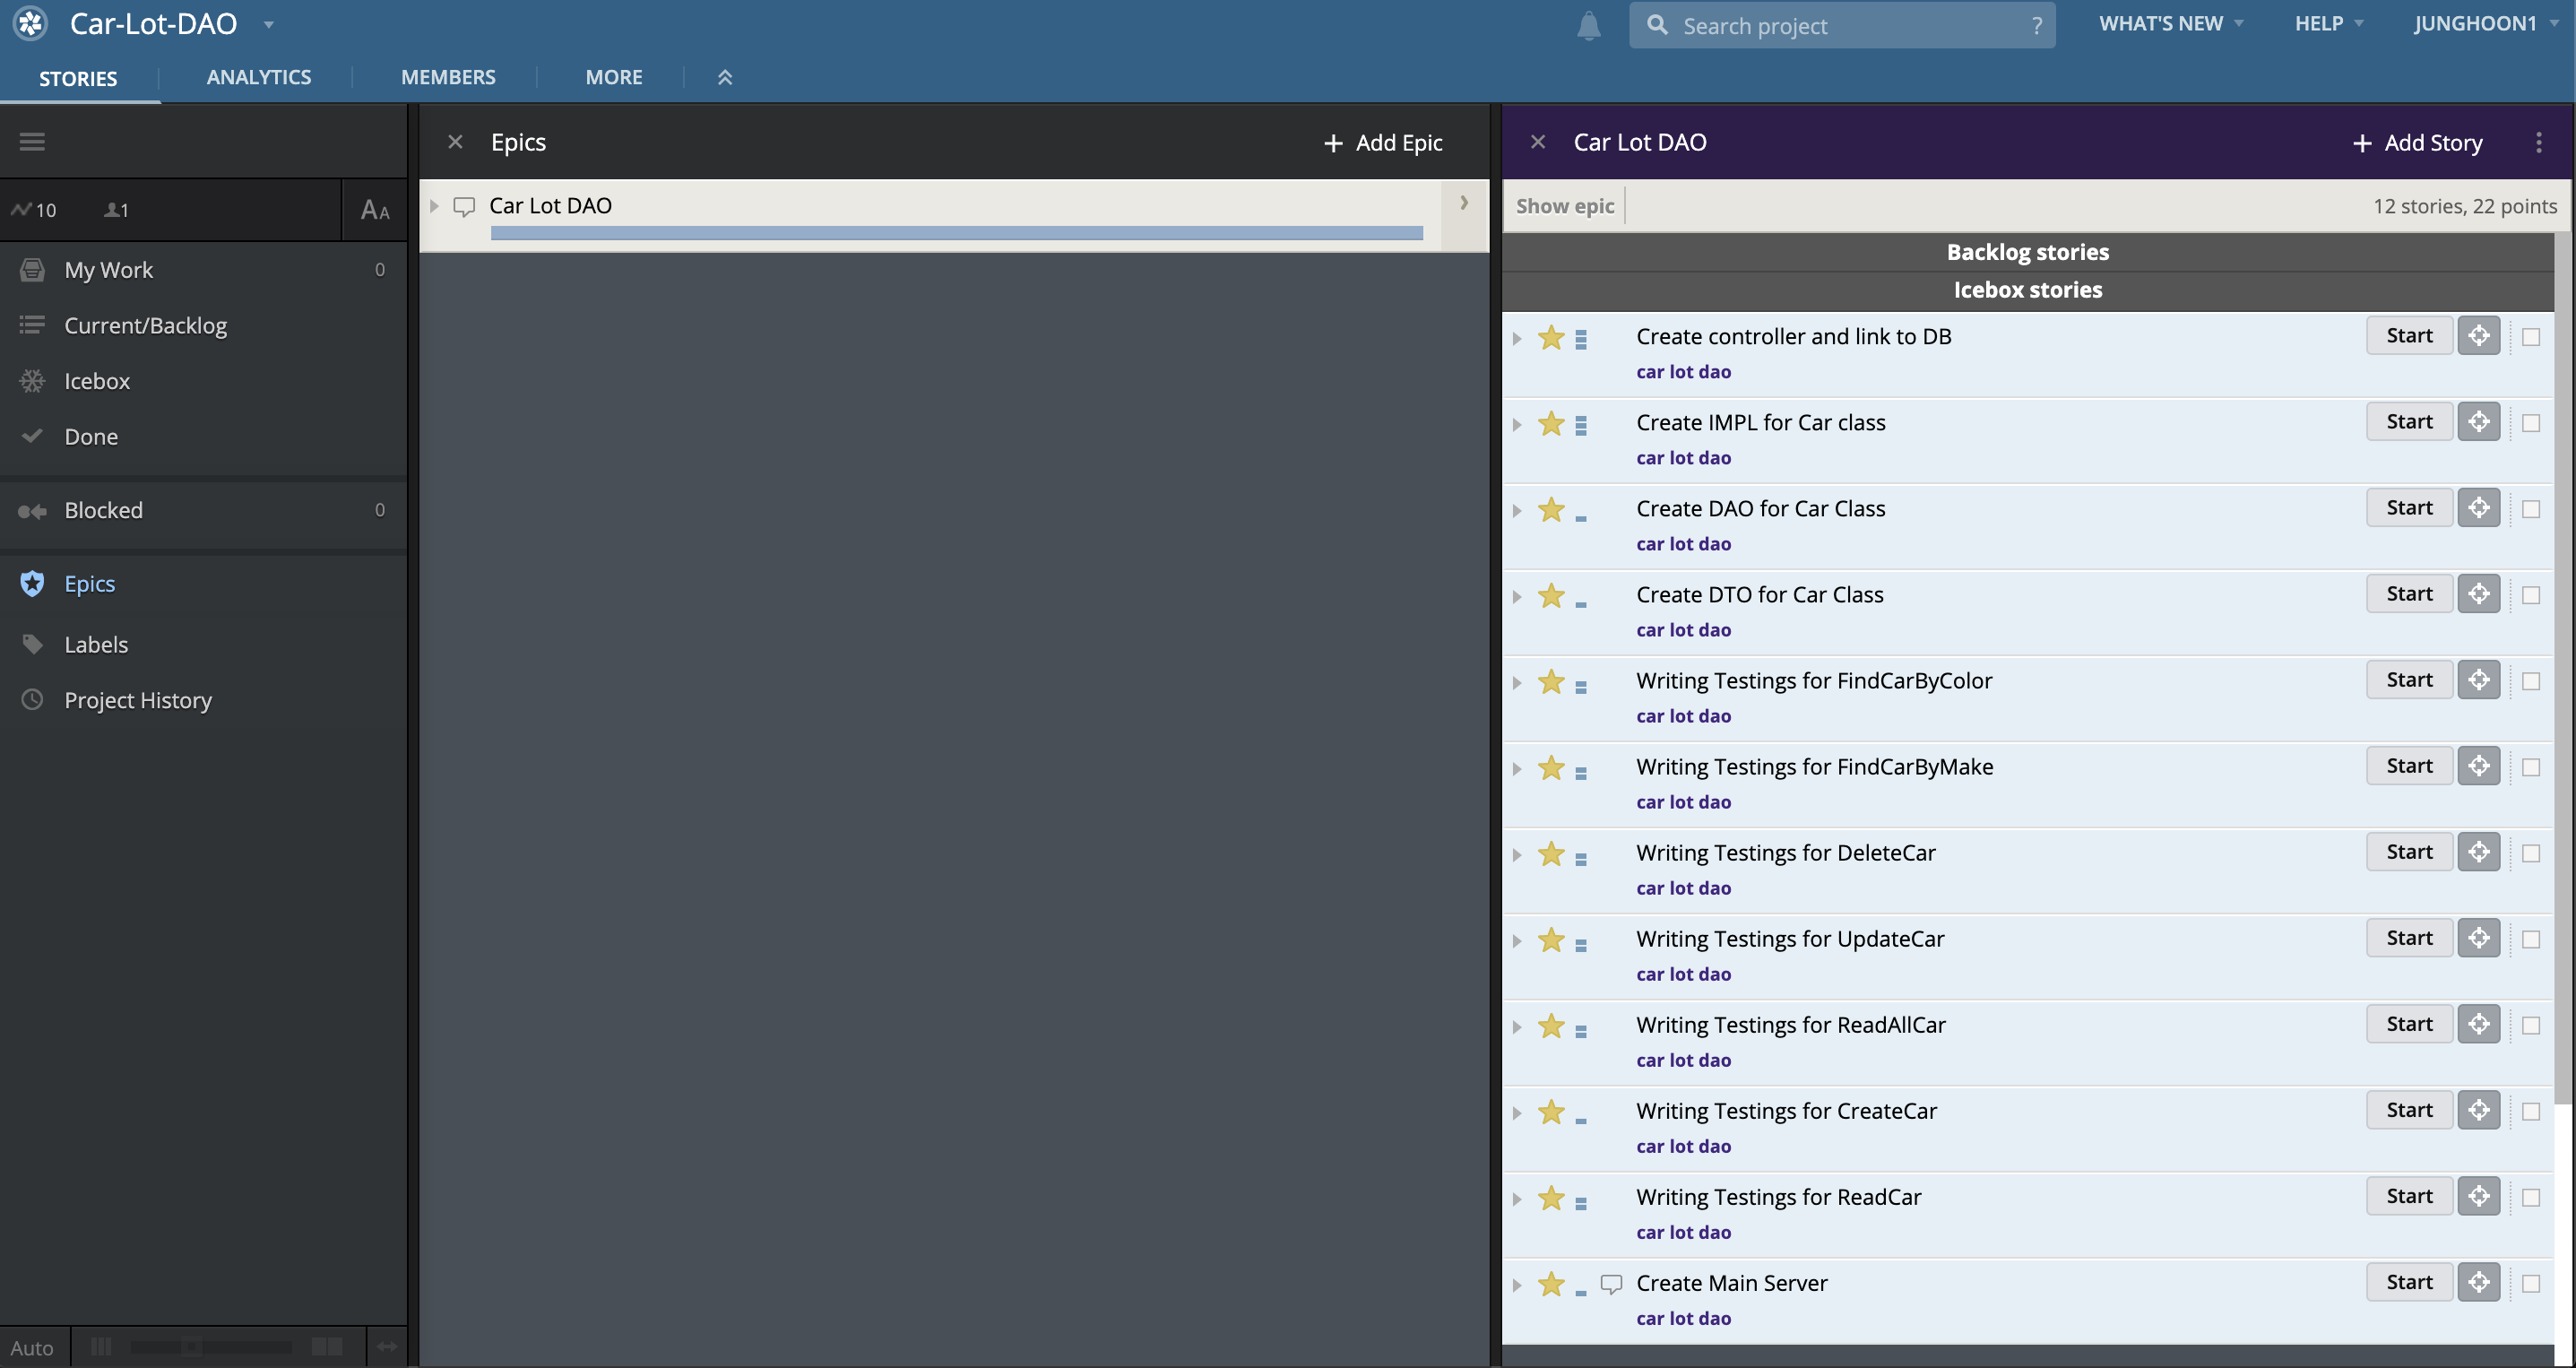 Car-Lot-DAO
Search project ?
WHAT'S NEW
HELP
JUNGHOON1
STORIES
ANALYTICS
MEMBERS
MORE
10
1
AA
My Work 0
Current/Backlog
Icebox
Done
Blocked 0
Epics
Labels
Project History
Auto
Epics
+ Add Epic
Car Lot DAO
Car Lot DAO
+ Add Story
Show epic
12 stories, 22 points
Backlog stories
Icebox stories
Create controller and link to DB Start
car lot dao
Create IMPL for Car class Start
car lot dao
Create DAO for Car Class Start
car lot dao
Create DTO for Car Class Start
car lot dao
Writing Testings for FindCarByColor Start
car lot dao
Writing Testings for FindCarByMake Start
car lot dao
Writing Testings for DeleteCar Start
car lot dao
Writing Testings for UpdateCar Start
car lot dao
Writing Testings for ReadAllCar Start
car lot dao
Writing Testings for CreateCar Start
car lot dao
Writing Testings for ReadCar Start
car lot dao
Create Main Server Start
car lot dao